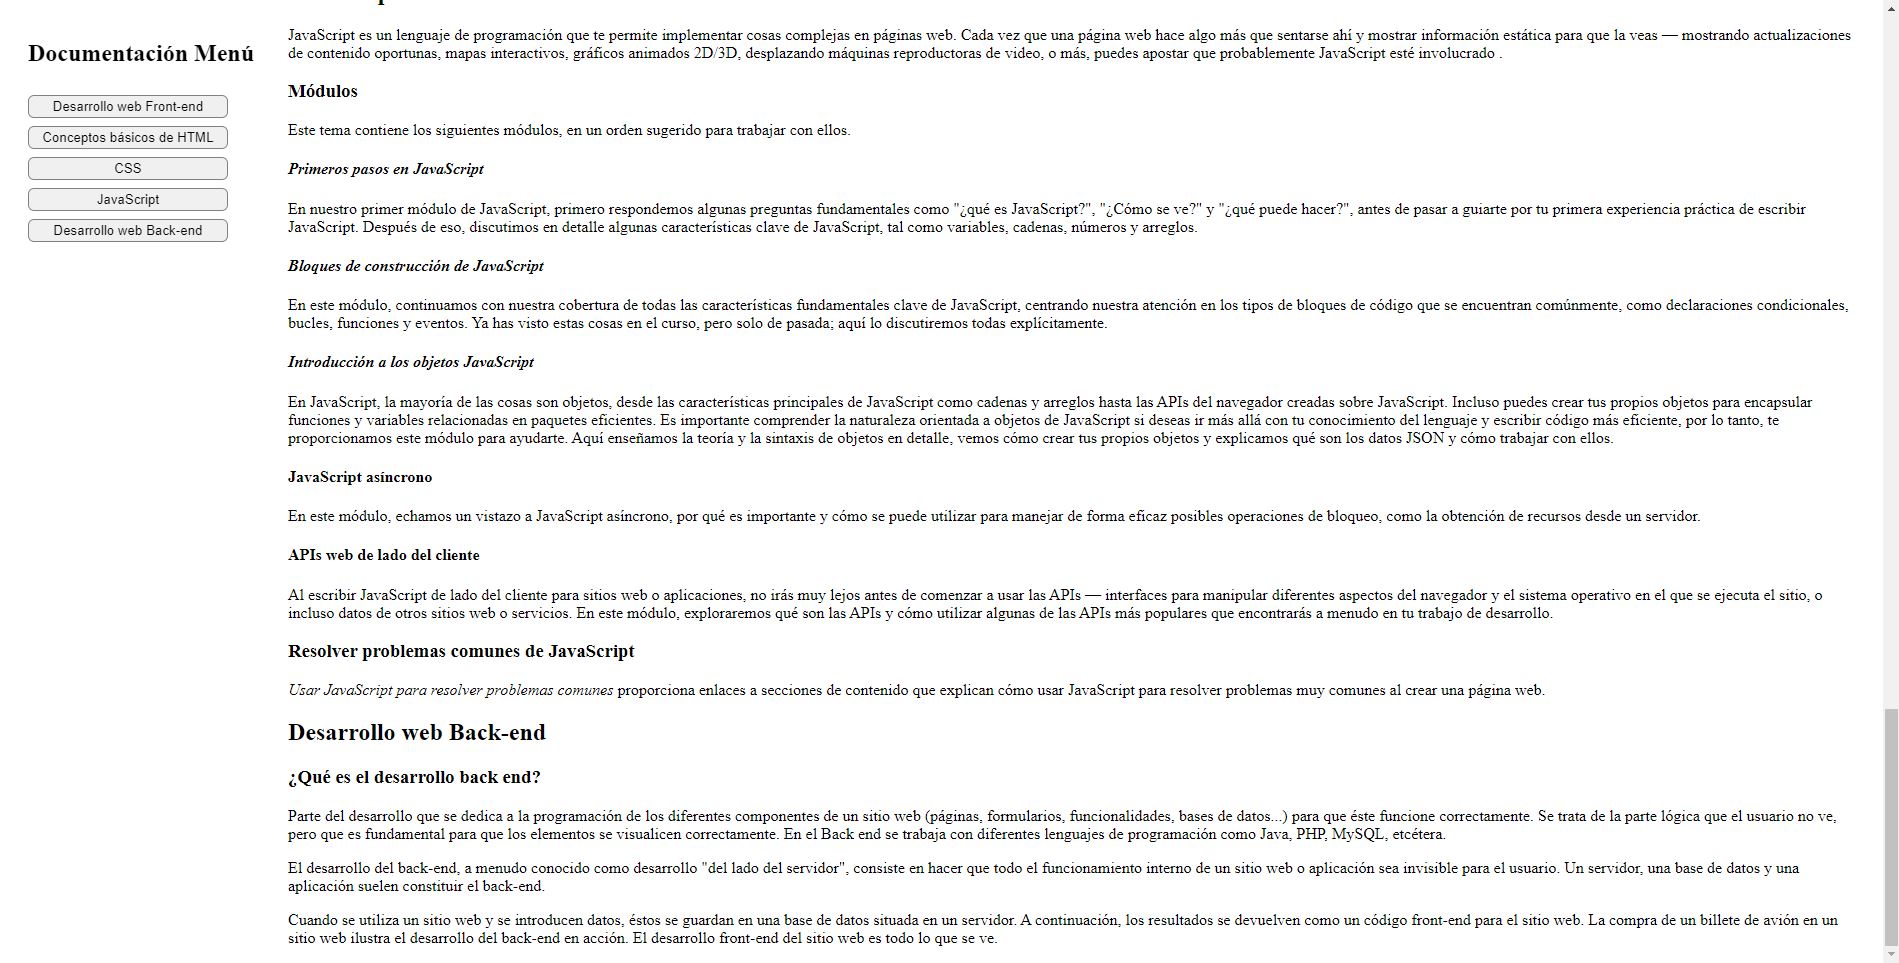 Documentación Menú
Desarrollo web Front-end
Conceptos básicos de HTML
CSS
JavaScript
Desarrollo web Back-end
JavaScript es un lenguaje de programación que te permite implementar cosas complejas en páginas web. Cada vez que una página web hace algo más que sentarse ahí y mostrar información estática para que la veas — mostrando actualizaciones
de contenido oportunas, mapas interactivos, gráficos animados 2D/3D, desplazando máquinas reproductoras de video, o más, puedes apostar que probablemente JavaScript esté involucrado .
Módulos
Este tema contiene los siguientes módulos, en un orden sugerido para trabajar con ellos.
Primeros pasos en JavaScript
En nuestro primer módulo de JavaScript, primero respondemos algunas preguntas fundamentales como "¿qué es JavaScript?", "¿Cómo se ve?" y "¿qué puede hacer?", antes de pasar a guiarte por tu primera experiencia práctica de escribir
JavaScript. Después de eso, discutimos en detalle algunas características clave de JavaScript, tal como variables, cadenas, números y arreglos.
Bloques de construcción de JavaScript
En este módulo, continuamos con nuestra cobertura de todas las características fundamentales clave de JavaScript, centrando nuestra atención en los tipos de bloques de código que se encuentran comúnmente, como declaraciones condicionales,
bucles, funciones y eventos. Ya has visto estas cosas en el curso, pero solo de pasada; aquí lo discutiremos todas explícitamente.
Introducción a los objetos JavaScript
En JavaScript, la mayoría de las cosas son objetos, desde las características principales de JavaScript como cadenas y arreglos hasta las APIs del navegador creadas sobre JavaScript. Incluso puedes crear tus propios objetos para encapsular
funciones y variables relacionadas en paquetes eficientes. Es importante comprender la naturaleza orientada a objetos de JavaScript si deseas ir más allá con tu conocimiento del lenguaje y escribir código más eficiente, por lo tanto, te
proporcionamos este módulo para ayudarte. Aquí enseñamos la teoría y la sintaxis de objetos en detalle, vemos cómo crear tus propios objetos y explicamos qué son los datos JSON y cómo trabajar con ellos.
JavaScript asíncrono
En este módulo, echamos un vistazo a JavaScript asíncrono, por qué es importante y cómo se puede utilizar para manejar de forma eficaz posibles operaciones de bloqueo, como la obtención de recursos desde un servidor.
APIs web de lado del cliente
Al escribir JavaScript de lado del cliente para sitios web o aplicaciones, no irás muy lejos antes de comenzar a usar las APIs — interfaces para manipular diferentes aspectos del navegador y el sistema operativo en el que se ejecuta el sitio, o
incluso datos de otros sitios web o servicios. En este módulo, exploraremos qué son las APIs y cómo utilizar algunas de las APIs más populares que encontrarás a menudo en tu trabajo de desarrollo.
Resolver problemas comunes de JavaScript
Usar JavaScript para resolver problemas comunes proporciona enlaces a secciones de contenido que explican cómo usar JavaScript para resolver problemas muy comunes al crear una página web.
Desarrollo web Back-end
¿Qué es el desarrollo back end?
Parte del desarrollo que se dedica a la programación de los diferentes componentes de un sitio web (páginas, formularios, funcionalidades, bases de datos...) para que éste funcione correctamente. Se trata de la parte lógica que el usuario no ve,
pero que es fundamental para que los elementos se visualicen correctamente. En el Back end se trabaja con diferentes lenguajes de programación como Java, PHP, MySQL, etcétera.
El desarrollo del back-end, a menudo conocido como desarrollo "del lado del servidor", consiste en hacer que todo el funcionamiento interno de un sitio web o aplicación sea invisible para el usuario. Un servidor, una base de datos y una
aplicación suelen constituir el back-end.
Cuando se utiliza un sitio web y se introducen datos, éstos se guardan en una base de datos situada en un servidor. A continuación, los resultados se devuelven como un código front-end para el sitio web. La compra de un billete de avión en un
sitio web ilustra el desarrollo del back-end en acción. El desarrollo front-end del sitio web es todo lo que se ve.